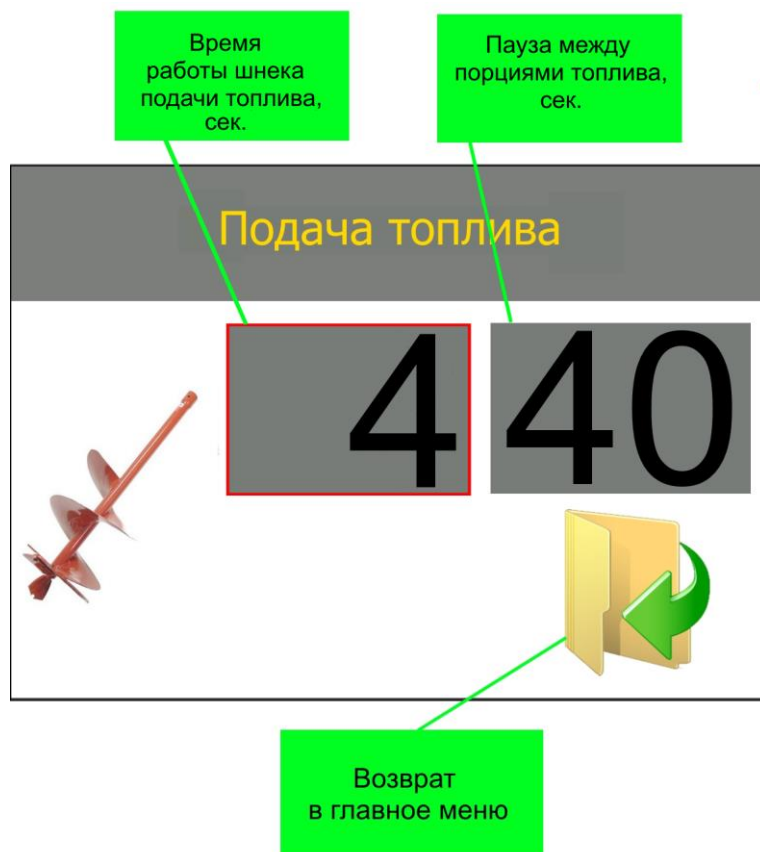 Время
работы шнека
подачи топлива,
сек.
Пауза между
порциями топлива,
сек.
Подача топлива
4
40
Возврат
в главное меню